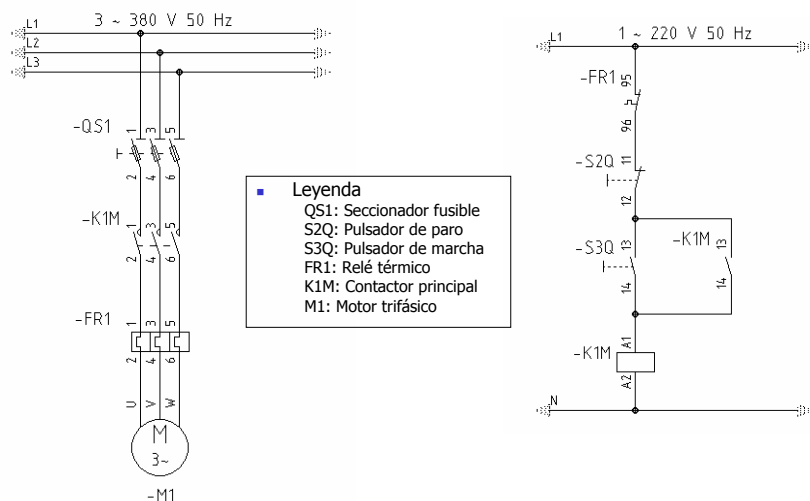 3 ~ 380 V 50 Hz
L1
L2
L3
-QS1
1 3 5
2 4 6
-K1M
1 3 5
2 4 6
-FR1
1 3 5
2 4 6
U V W
M
3~
-M1
Leyenda
QS1: Seccionador fusible
S2Q: Pulsador de paro
S3Q: Pulsador de marcha
FR1: Relé térmico
K1M: Contactor principal
M1: Motor trifásico
1 ~ 220 V 50 Hz
L1
-FR1
95
96
-S2Q
11
12
-S3Q
13
14
-K1M
13
14
-K1M
A1
A2
N